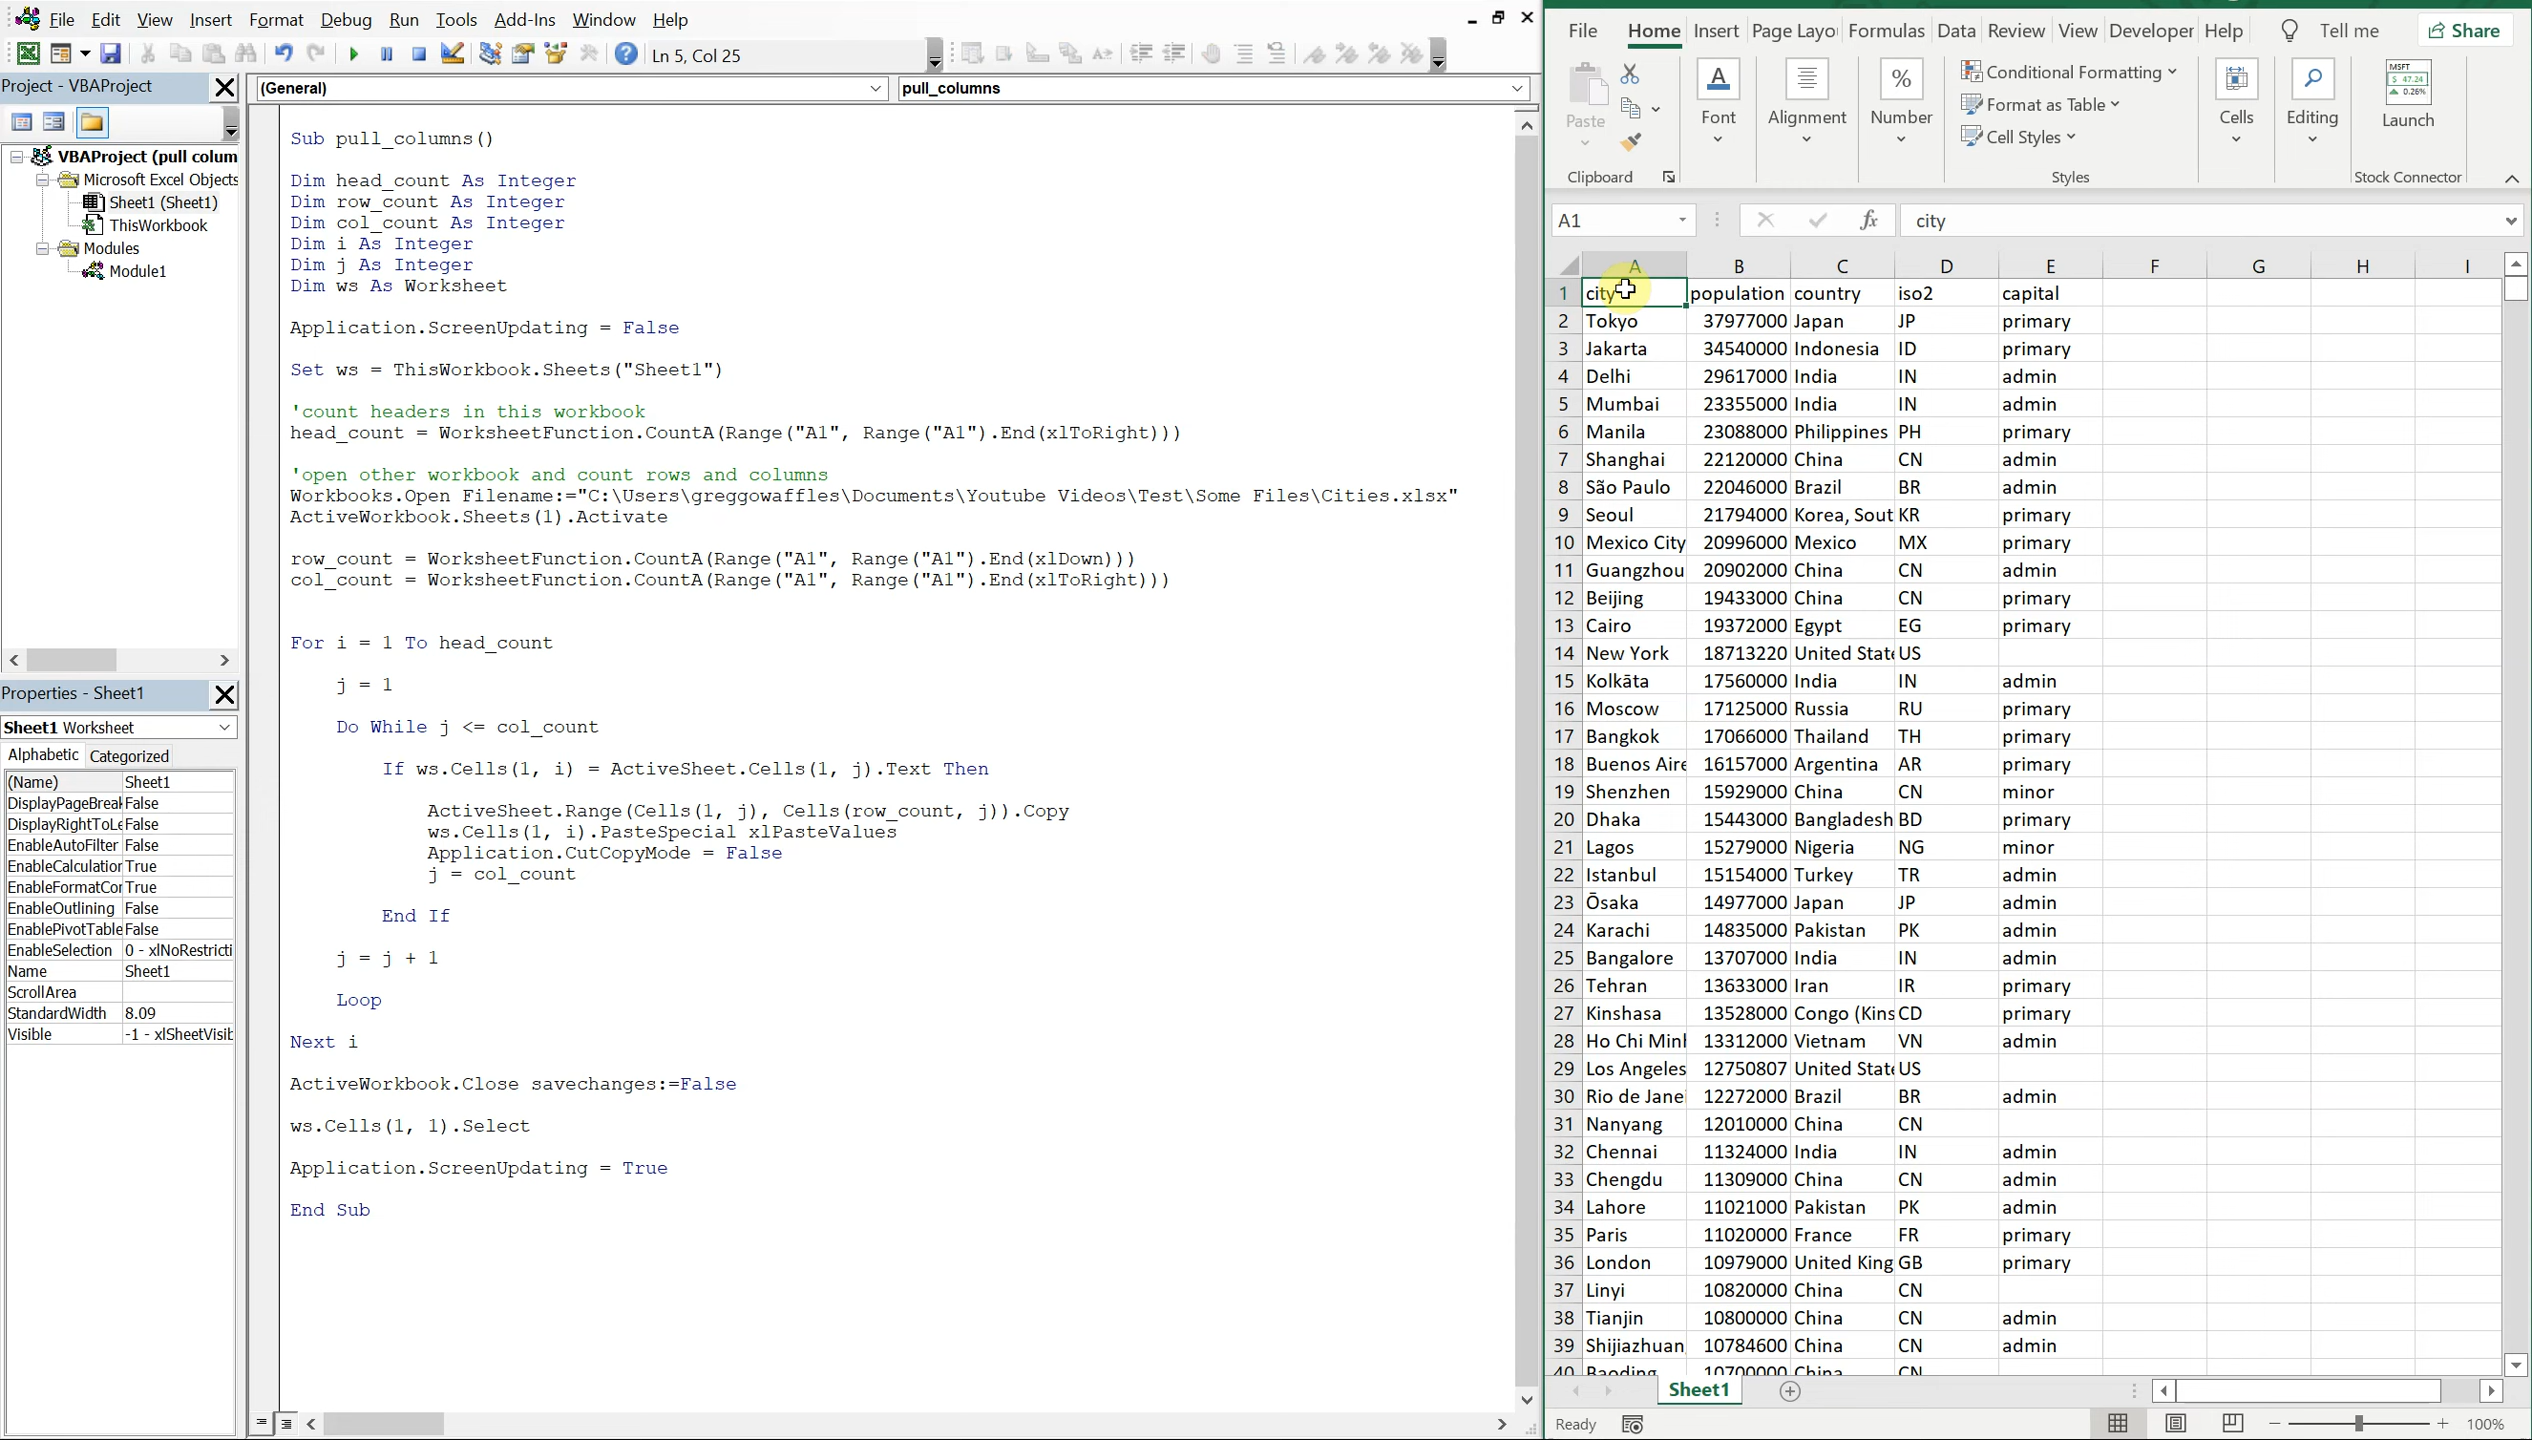 File Edit View Insert Format Debug Run Tools Add-Ins Window Help
Ln 5, Col 25
Project - VBAProject
VBAProject (pull colum
Microsoft Excel Objects
Sheet1 (Sheet1)
ThisWorkbook
Modules
Module1
Properties - Sheet1
Sheet1 Worksheet
Alphabetic Categorized
(Name) Sheet1
DisplayPageBreak False
DisplayRightToLe False
EnableAutoFilter False
EnableCalculation True
EnableFormatCon True
EnableOutlining False
EnablePivotTable False
EnableSelection 0 - xlNoRestricti
Name Sheet1
ScrollArea
StandardWidth 8.09
Visible -1 - xlSheetVisib
(General) pull_columns
Sub pull_columns()
Dim head_count As Integer
Dim row_count As Integer
Dim col_count As Integer
Dim i As Integer
Dim j As Integer
Dim ws As Worksheet
Application.ScreenUpdating = False
Set ws = ThisWorkbook.Sheets("Sheet1")
'count headers in this workbook
head_count = WorksheetFunction.CountA(Range("A1", Range("A1").End(xlToRight)))
'open other workbook and count rows and columns
Workbooks.Open Filename:="C:\Users\greggowaffles\Documents\Youtube Videos\Test\Some Files\Cities.xlsx"
ActiveWorkbook.Sheets(1).Activate
row_count = WorksheetFunction.CountA(Range("A1", Range("A1").End(xlDown)))
col_count = WorksheetFunction.CountA(Range("A1", Range("A1").End(xlToRight)))
For i = 1 To head_count
j = 1
Do While j <= col_count
If ws.Cells(1, i) = ActiveSheet.Cells(1, j).Text Then
ActiveSheet.Range(Cells(1, j), Cells(row_count, j)).Copy
ws.Cells(1, i).PasteSpecial xlPasteValues
Application.CutCopyMode = False
j = col_count
End If
j = j + 1
Loop
Next i
ActiveWorkbook.Close savechanges:=False
ws.Cells(1, 1).Select
Application.ScreenUpdating = True
End Sub
File Home Insert Page Layo Formulas Data Review View Developer Help Tell me Share
Paste
Clipboard
A Font
Alignment
% Number
Conditional Formatting
Format as Table
Cell Styles
Styles
Cells
Editing
MSFT
$ 47.24
0.26%
Launch
Stock Connector
A1 fx city
A B C D E F G H I
1 city population country iso2 capital
2 Tokyo 37977000 Japan JP primary
3 Jakarta 34540000 Indonesia ID primary
4 Delhi 29617000 India IN admin
5 Mumbai 23355000 India IN admin
6 Manila 23088000 Philippines PH primary
7 Shanghai 22120000 China CN admin
8 São Paulo 22046000 Brazil BR admin
9 Seoul 21794000 Korea, Sout KR primary
10 Mexico City 20996000 Mexico MX primary
11 Guangzhou 20902000 China CN admin
12 Beijing 19433000 China CN primary
13 Cairo 19372000 Egypt EG primary
14 New York 18713220 United State US
15 Kolkāta 17560000 India IN admin
16 Moscow 17125000 Russia RU primary
17 Bangkok 17066000 Thailand TH primary
18 Buenos Aire 16157000 Argentina AR primary
19 Shenzhen 15929000 China CN minor
20 Dhaka 15443000 Bangladesh BD primary
21 Lagos 15279000 Nigeria NG minor
22 Istanbul 15154000 Turkey TR admin
23 Ōsaka 14977000 Japan JP admin
24 Karachi 14835000 Pakistan PK admin
25 Bangalore 13707000 India IN admin
26 Tehran 13633000 Iran IR primary
27 Kinshasa 13528000 Congo (Kins CD primary
28 Ho Chi Minh 13312000 Vietnam VN admin
29 Los Angeles 12750807 United State US
30 Rio de Janei 12272000 Brazil BR admin
31 Nanyang 12010000 China CN
32 Chennai 11324000 India IN admin
33 Chengdu 11309000 China CN admin
34 Lahore 11021000 Pakistan PK admin
35 Paris 11020000 France FR primary
36 London 10979000 United King GB primary
37 Linyi 10820000 China CN
38 Tianjin 10800000 China CN admin
39 Shijiazhuan 10784600 China CN admin
40 Baoding 10700000 China CN
Sheet1
Ready 100%